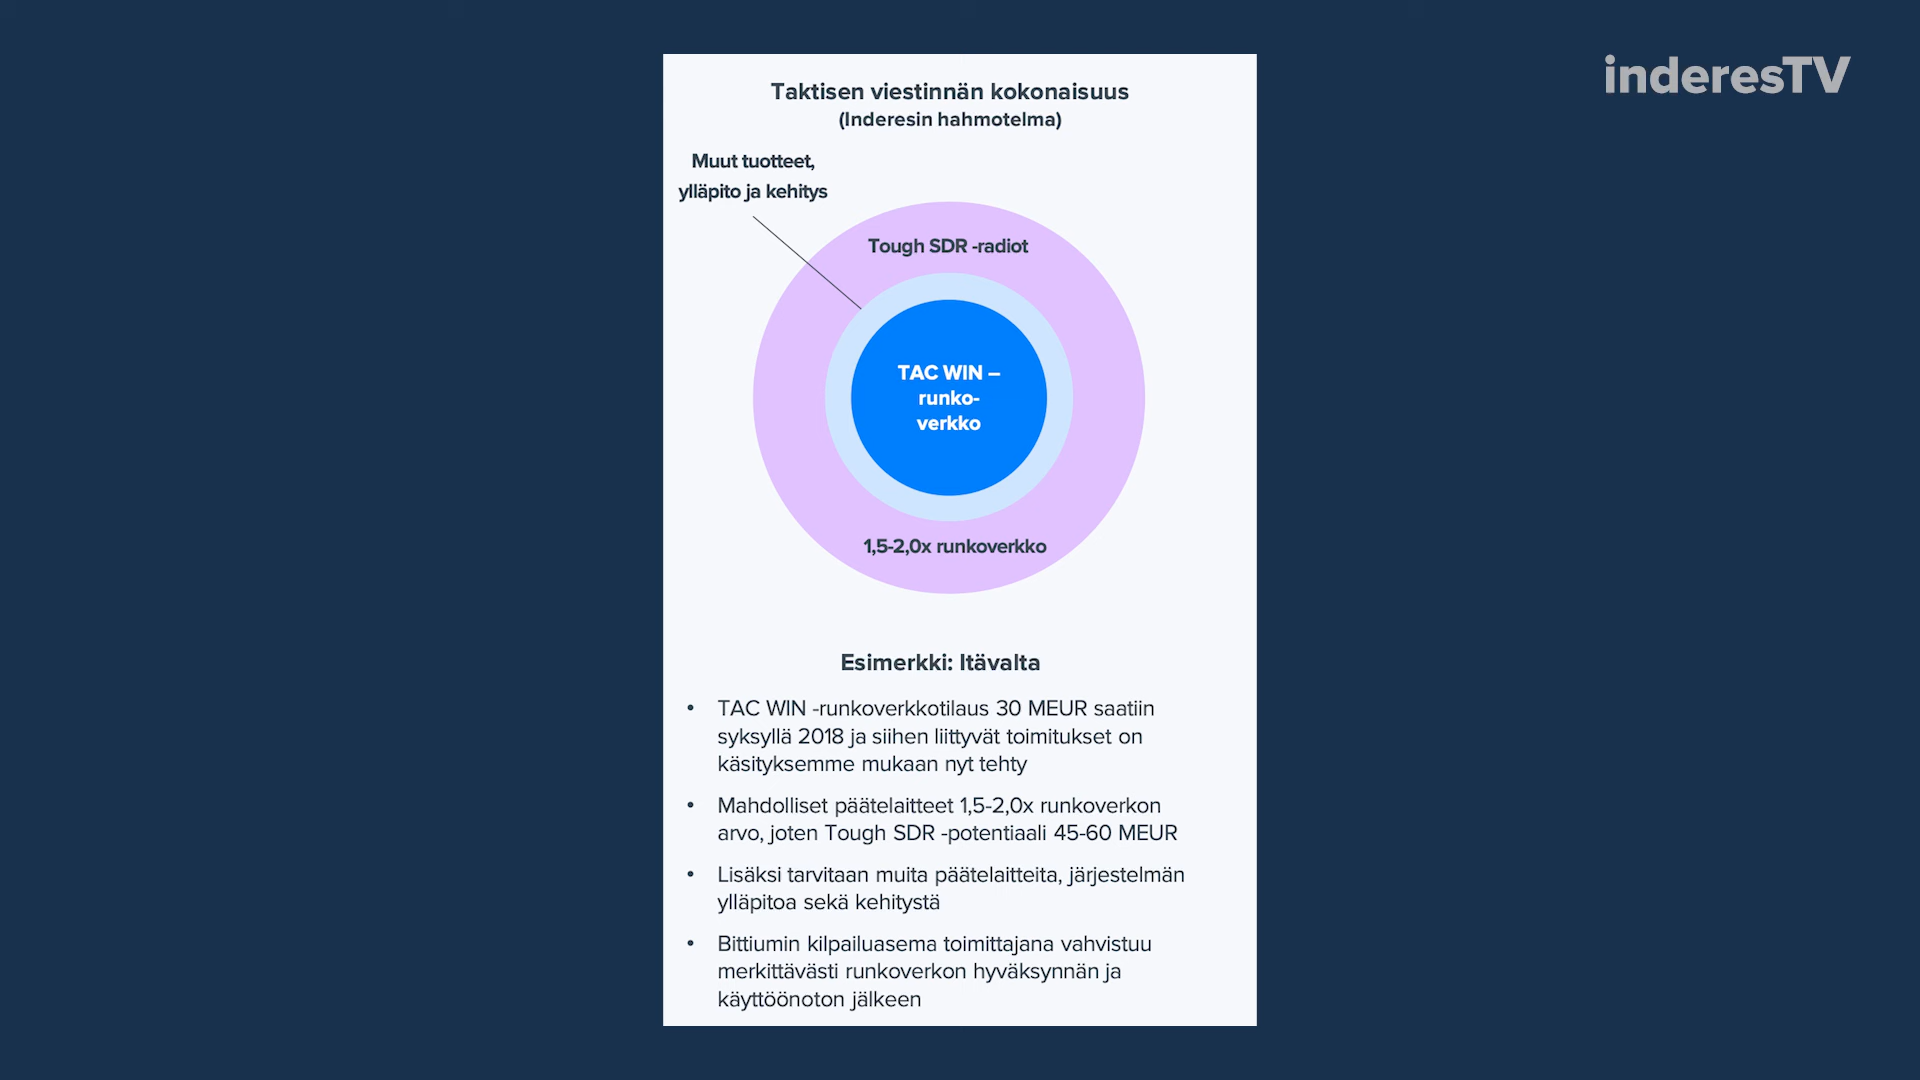 inderesTV
Taktisen viestinnän kokonaisuus
(Inderesin hahmotelma)
Muut tuotteet,
ylläpito ja kehitys
Tough SDR -radiot
TAC WIN –
runko-
verkko
1,5-2,0x runkoverkko
Esimerkki: Itävalta
• TAC WIN -runkoverkkotilaus 30 MEUR saatiin
syksyllä 2018 ja siihen liittyvät toimitukset on
käsityksemme mukaan nyt tehty
• Mahdolliset päätelaitteet 1,5-2,0x runkoverkon
arvo, joten Tough SDR -potentiaali 45-60 MEUR
• Lisäksi tarvitaan muita päätelaitteita, järjestelmän
ylläpitoa sekä kehitystä
• Bittiumin kilpailuasema toimittajana vahvistuu
merkittävästi runkoverkon hyväksynnän ja
käyttöönoton jälkeen